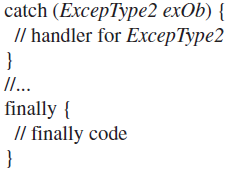 catch (ExcepType2 exOb) {
// handler for ExcepType2
}
//...
finally {
// finally code
}